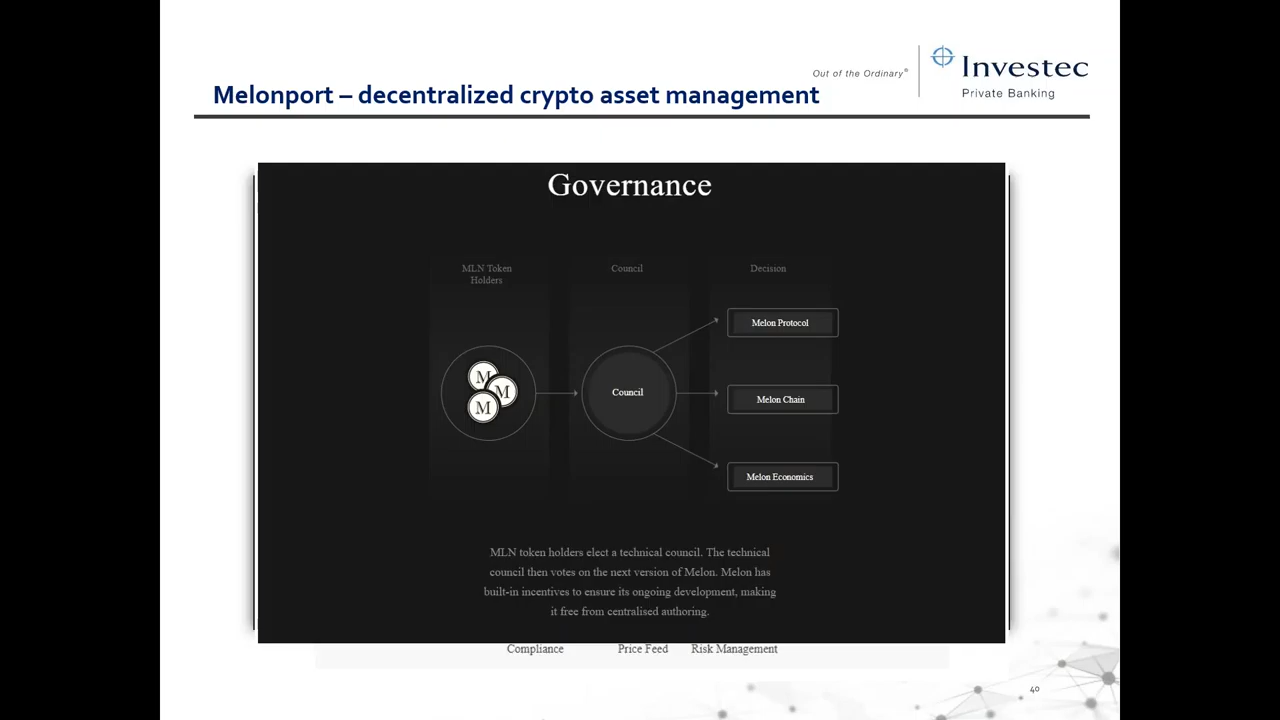 Out of the Ordinary®
Investec
Private Banking
Melonport – decentralized crypto asset management
Governance
MLN Token
Holders
Council
Decision
M
M
M
Council
Melon Protocol
Melon Chain
Melon Economics
MLN token holders elect a technical council. The technical
council then votes on the next version of Melon. Melon has
built-in incentives to ensure its ongoing development, making
it free from centralised authoring.
Compliance Price Feed Risk Management
40